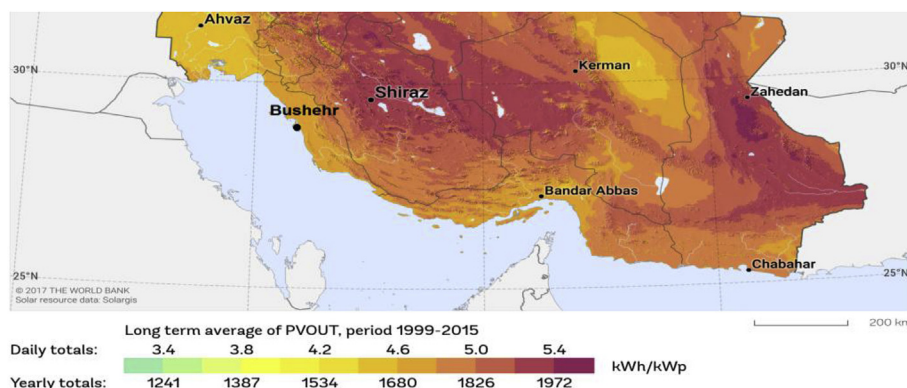 Ahvaz
30°N
30°N
Kerman
Shiraz
Zahedan
Bushehr
Bandar Abbas
Chabahar
25°N
25°N
© 2017 THE WORLD BANK
Solar resource data: Solargis
200 km
Long term average of PVOUT, period 1999-2015
Daily totals: 3.4 3.8 4.2 4.6 5.0 5.4
kWh/kWp
Yearly totals: 1241 1387 1534 1680 1826 1972